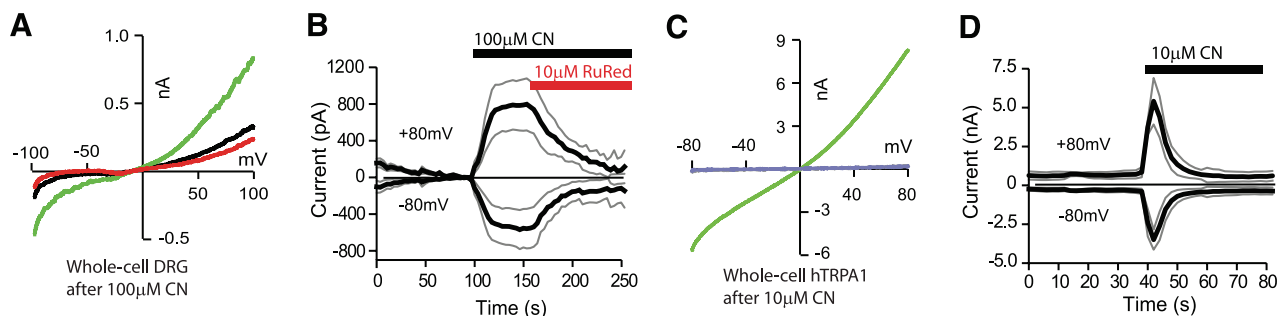 A
1.0
nA
0.5
-100
-50
mV
50
100
-0.5
Whole-cell DRG
after 100µM CN
B
100µM CN
10µM RuRed
1200
800
400
0
-400
-800
Current (pA)
+80mV
-80mV
0
50
100
150
200
250
Time (s)
C
9
nA
6
3
-80
-40
mV
40
80
-3
-6
Whole-cell hTRPA1
after 10µM CN
D
10µM CN
7.5
5.0
2.5
0
-2.5
-5.0
Current (nA)
+80mV
-80mV
0
10
20
30
40
50
60
70
80
Time (s)